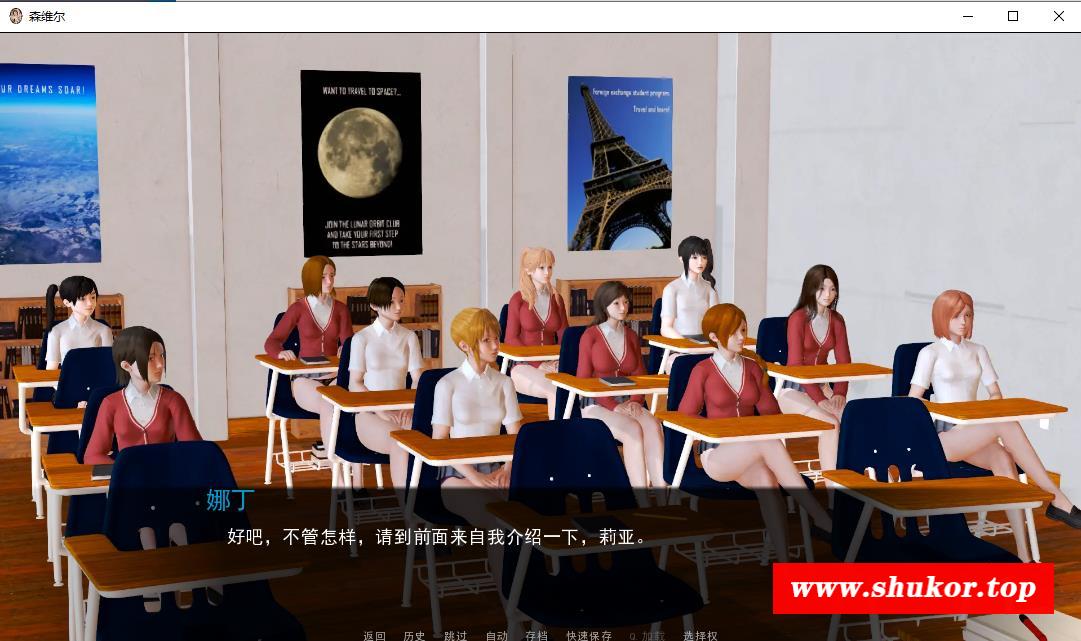 森维尔
UR DREAMS SOAR!
WANT TO TRAVEL TO SPACE?...
JOIN THE LUNAR ORBIT CLUB
AND TAKE YOUR FIRST STEP
TO THE STARS BEYOND!
Foreign exchange student program.
Travel and learn!
娜丁
好吧，不管怎样，请到前面来自我介绍一下，莉亚。
www.shukor.top
返回 历史 跳过 自动 存档 快速保存 Q.加载 选择权